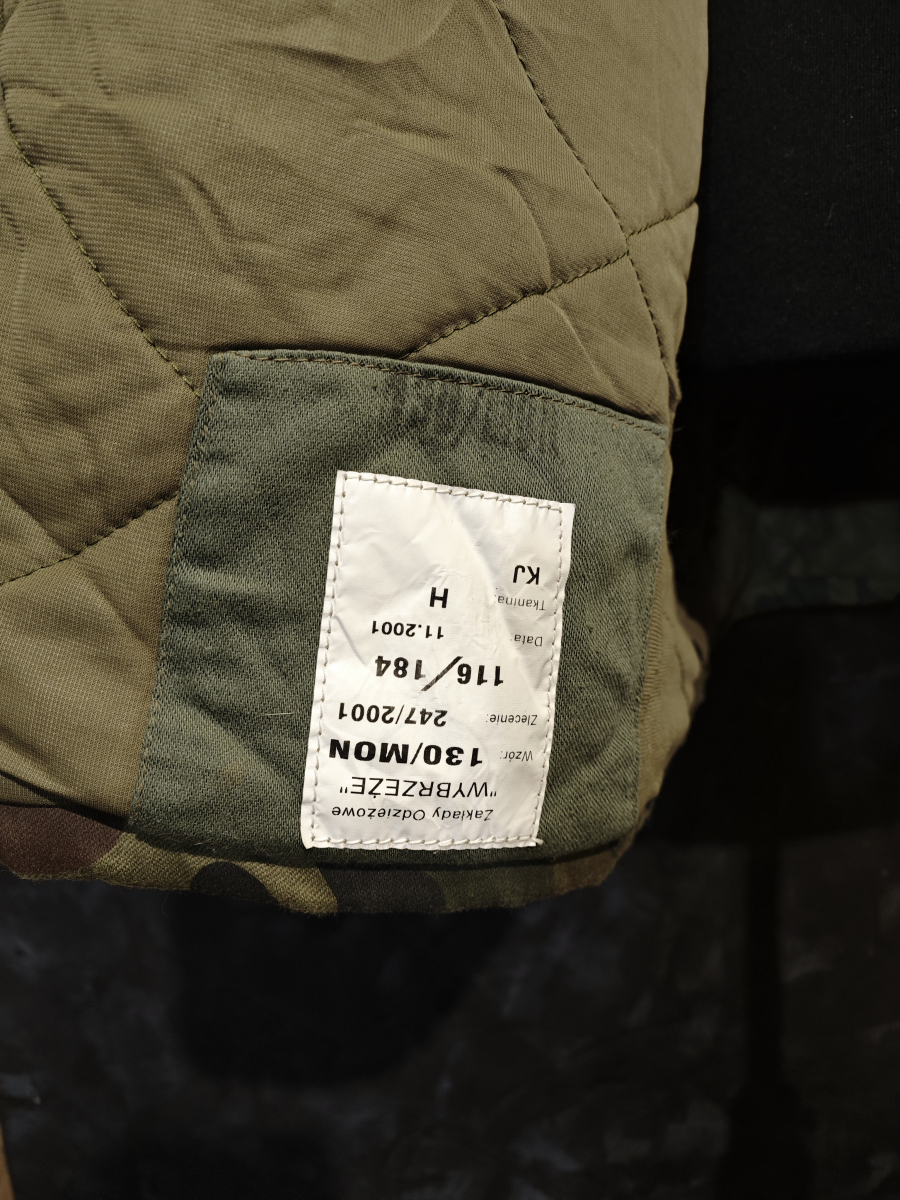 Zakłady Odzieżowe
"WYBRZEŻE"
Wzór: 130/MON
Zlecenie: 247/2001
116/184
Data: 11.2001
Tkanina: H
KJ